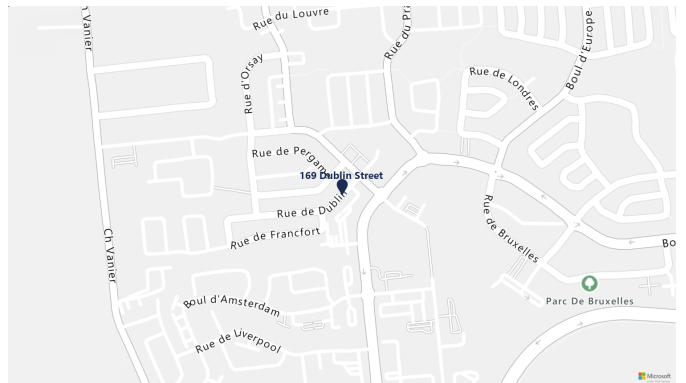 Rue du Louvre
Rue du Pr
Vanier
Boul d'Europe
Rue d'Orsay
Rue de Londres
Rue de Pergam
169 Dublin Street
Rue de Dublin
Rue de Bruxelles
Rue de Francfort
Ch Vanier
Bo
Boul d'Amsterdam
Parc De Bruxelles
Rue de Liverpool
Microsoft